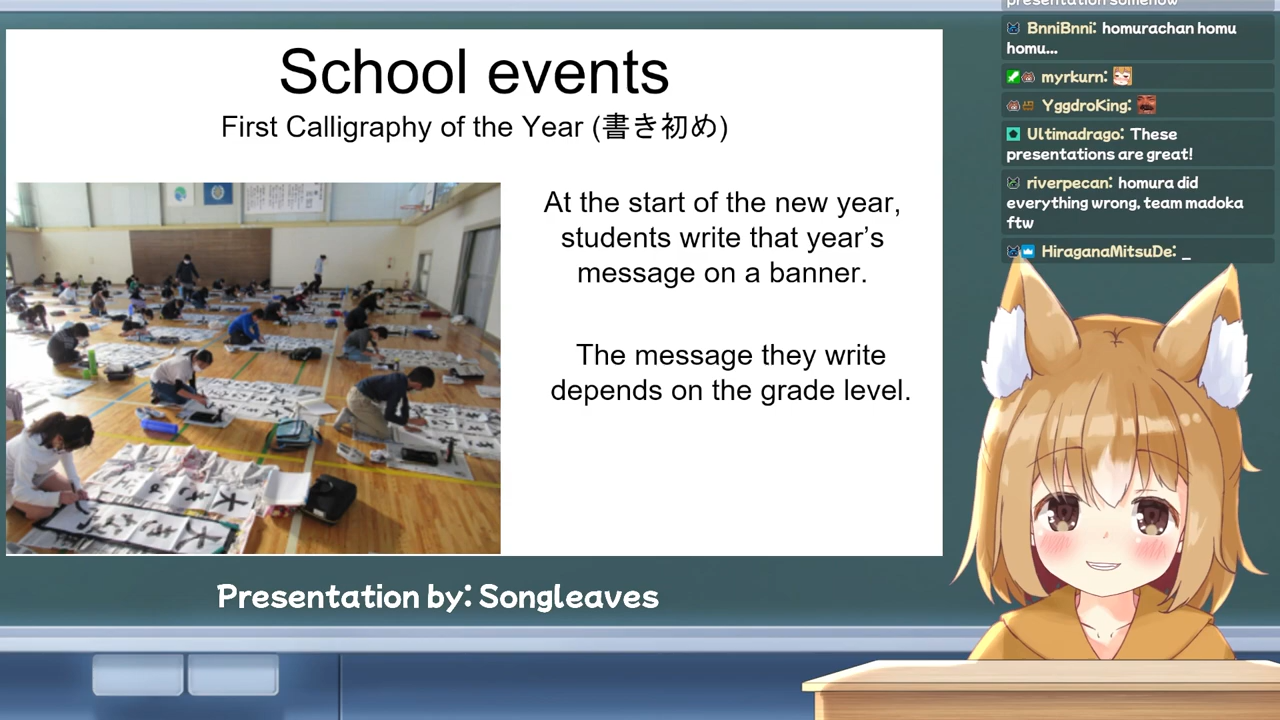 School events
First Calligraphy of the Year (書き初め)
At the start of the new year,
students write that year's
message on a banner.
The message they write
depends on the grade level.
Presentation by: Songleaves
presentation somehow
BnniBnni: homurachan homu
homu...
myrkurn:
YggdroKing:
Ultimadrago: These
presentations are great!
riverpecan: homura did
everything wrong, team madoka
ftw
HiraganaMitsuDe: _